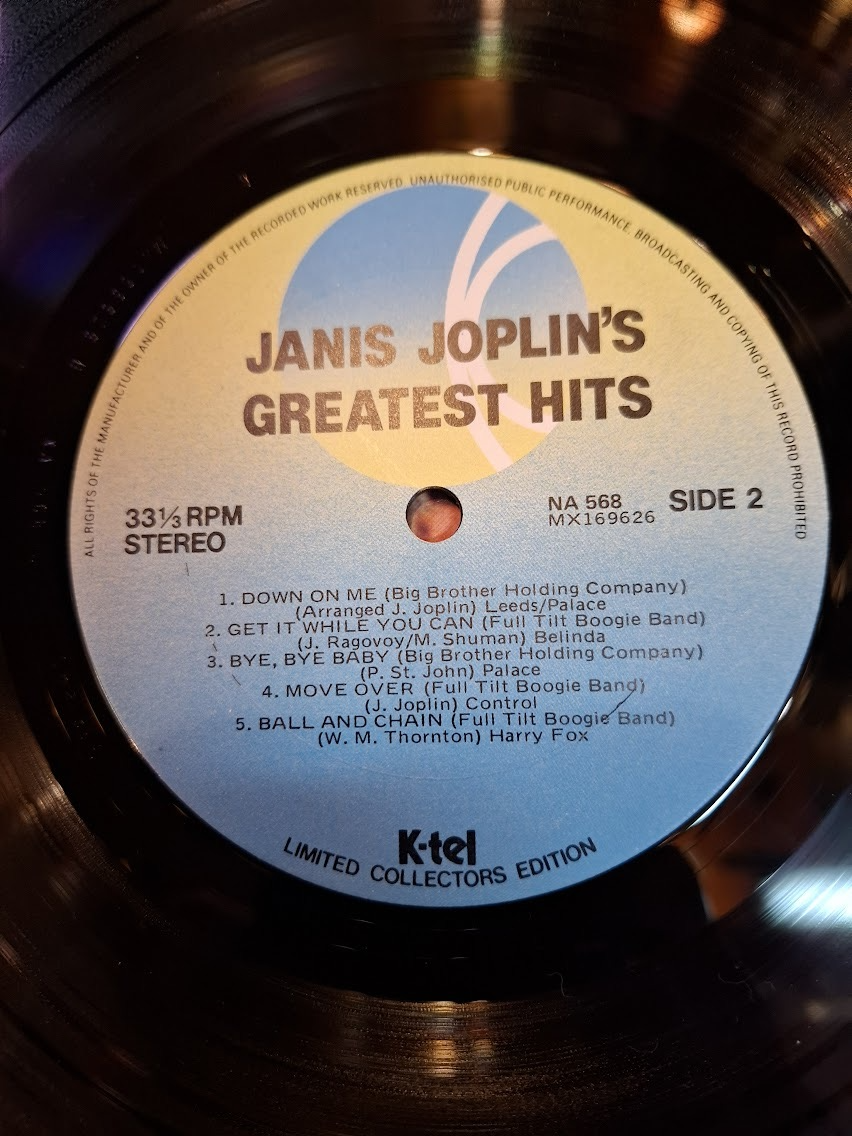 ALL RIGHTS OF THE MANUFACTURER AND OF THE OWNER OF THE RECORDED WORK RESERVED. UNAUTHORISED PUBLIC PERFORMANCE, BROADCASTING AND COPYING OF THIS RECORD PROHIBITED
JANIS JOPLIN'S
GREATEST HITS
33⅓ RPM
STEREO
NA 568
MX169626
SIDE 2
1. DOWN ON ME (Big Brother Holding Company)
(Arranged J. Joplin) Leeds/Palace
2. GET IT WHILE YOU CAN (Full Tilt Boogie Band)
(J. Ragovoy/M. Shuman) Belinda
3. BYE, BYE BABY (Big Brother Holding Company)
(P. St. John) Palace
4. MOVE OVER (Full Tilt Boogie Band)
(J. Joplin) Control
5. BALL AND CHAIN (Full Tilt Boogie Band)
(W. M. Thornton) Harry Fox
K-tel
LIMITED COLLECTORS EDITION